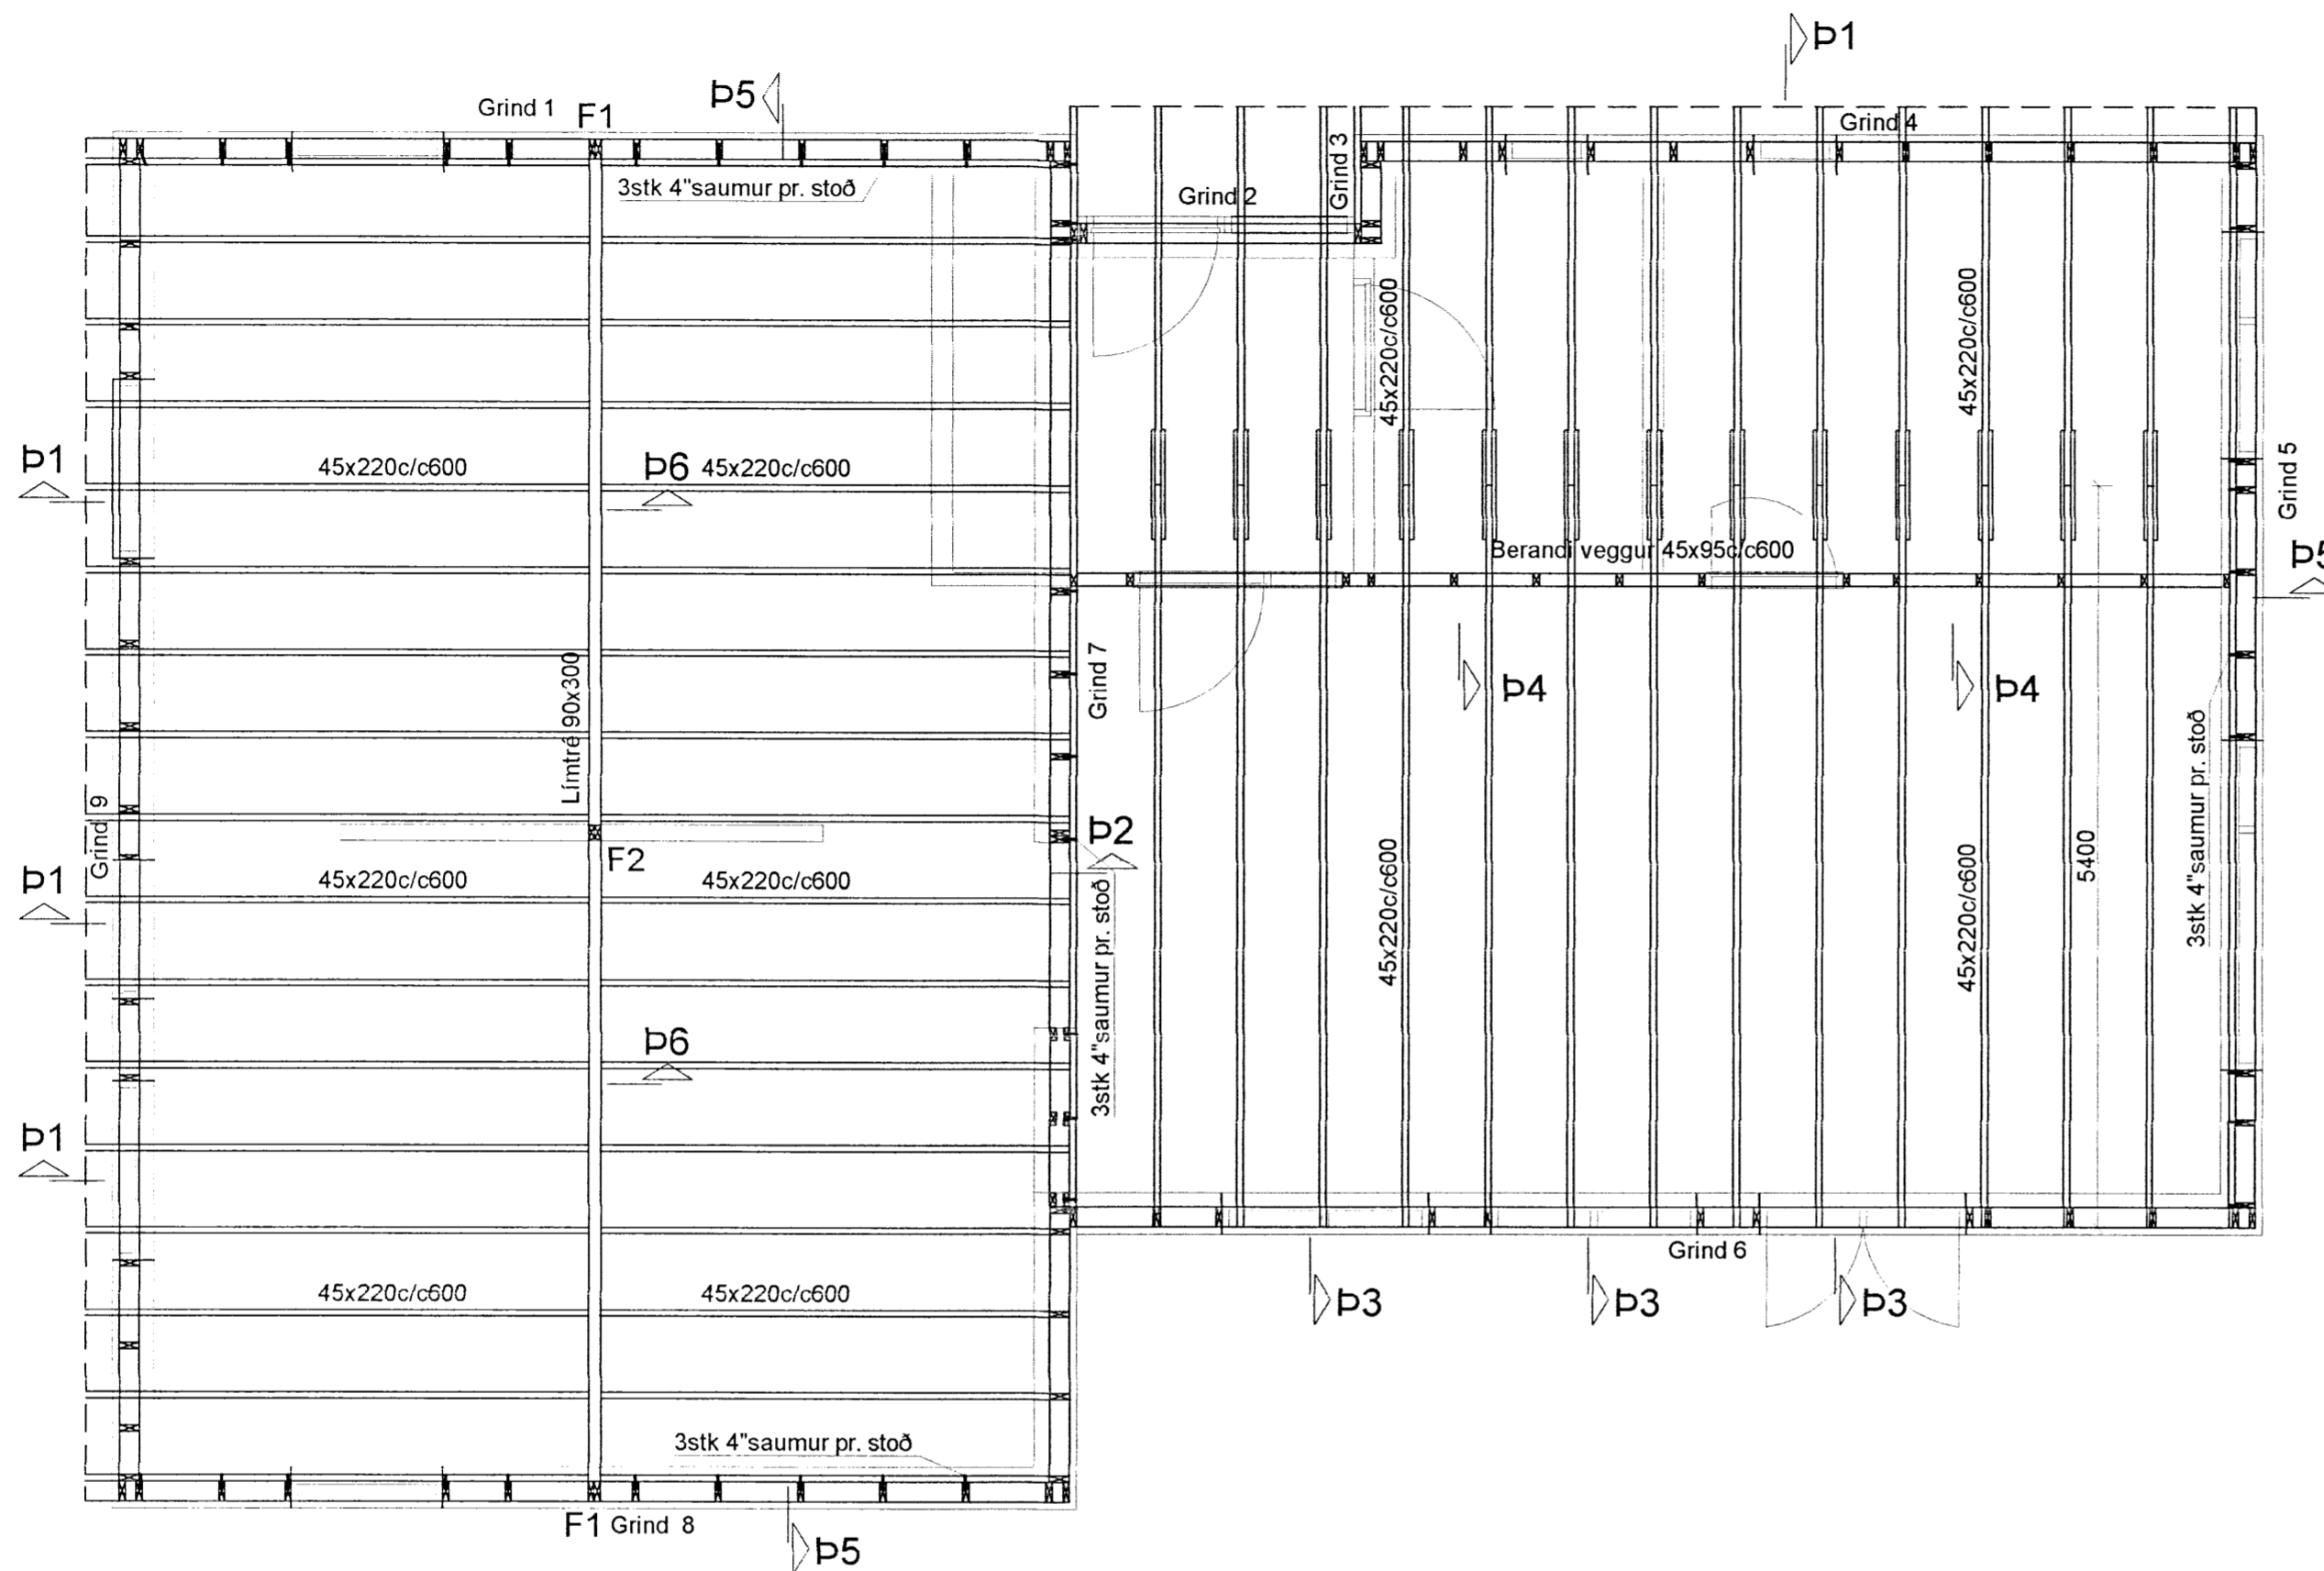 Þ1
Þ5
Grind 1
F1
Grind 4
3stk 4"saumur pr. stoð
Grind 2
Grind 3
45x220c/c600
45x220c/c600
Þ1
45x220c/c600
Þ6
45x220c/c600
Grind 5
Berandi veggur 45x95c/c600
Þ5
Límtré 90x300
Grind 7
Þ4
Þ4
3stk 4"saumur pr. stoð
Grind 9
Þ2
F2
5400
Þ1
45x220c/c600
45x220c/c600
3stk 4"saumur pr. stoð
45x220c/c600
45x220c/c600
Þ6
Þ1
Grind 6
45x220c/c600
45x220c/c600
Þ3
Þ3
Þ3
3stk 4"saumur pr. stoð
F1
Grind 8
Þ5